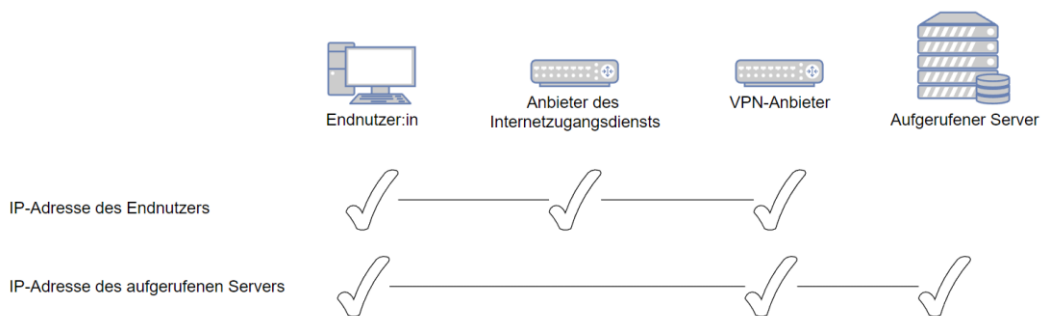 Endnutzer:in
Anbieter des
Internetzugangsdiensts
VPN-Anbieter
Aufgerufener Server
IP-Adresse des Endnutzers
IP-Adresse des aufgerufenen Servers